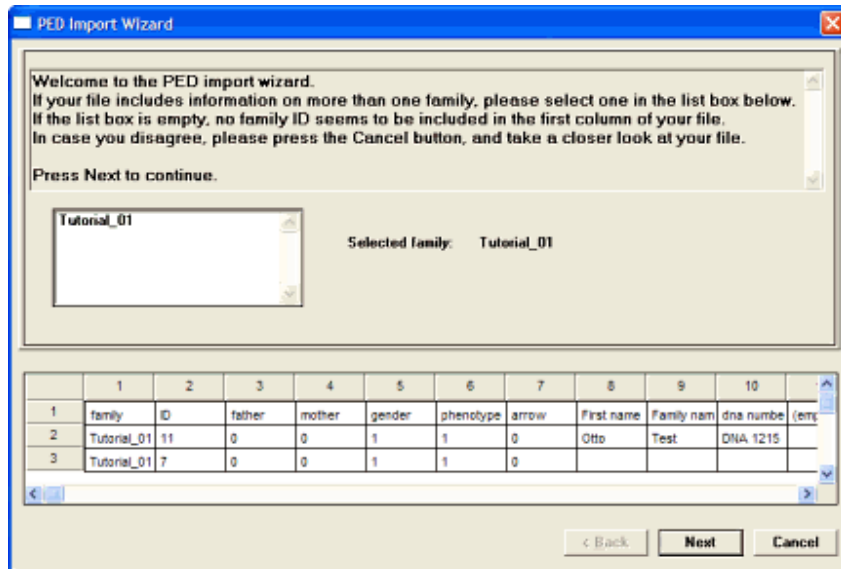 PED Import Wizard
Welcome to the PED import wizard.
If your file includes information on more than one family, please select one in the list box below.
If the list box is empty, no family ID seems to be included in the first column of your file.
In case you disagree, please press the Cancel button, and take a closer look at your file.
Press Next to continue.
Tutorial_01
Selected family: Tutorial_01
1 2 3 4 5 6 7 8 9 10
1 family ID father mother gender phenotype arrow First name Family nam dna numbe (emp
2 Tutorial_01 11 0 0 1 1 0 Otto Test DNA 1215
3 Tutorial_01 7 0 0 1 1 0
< Back Next Cancel